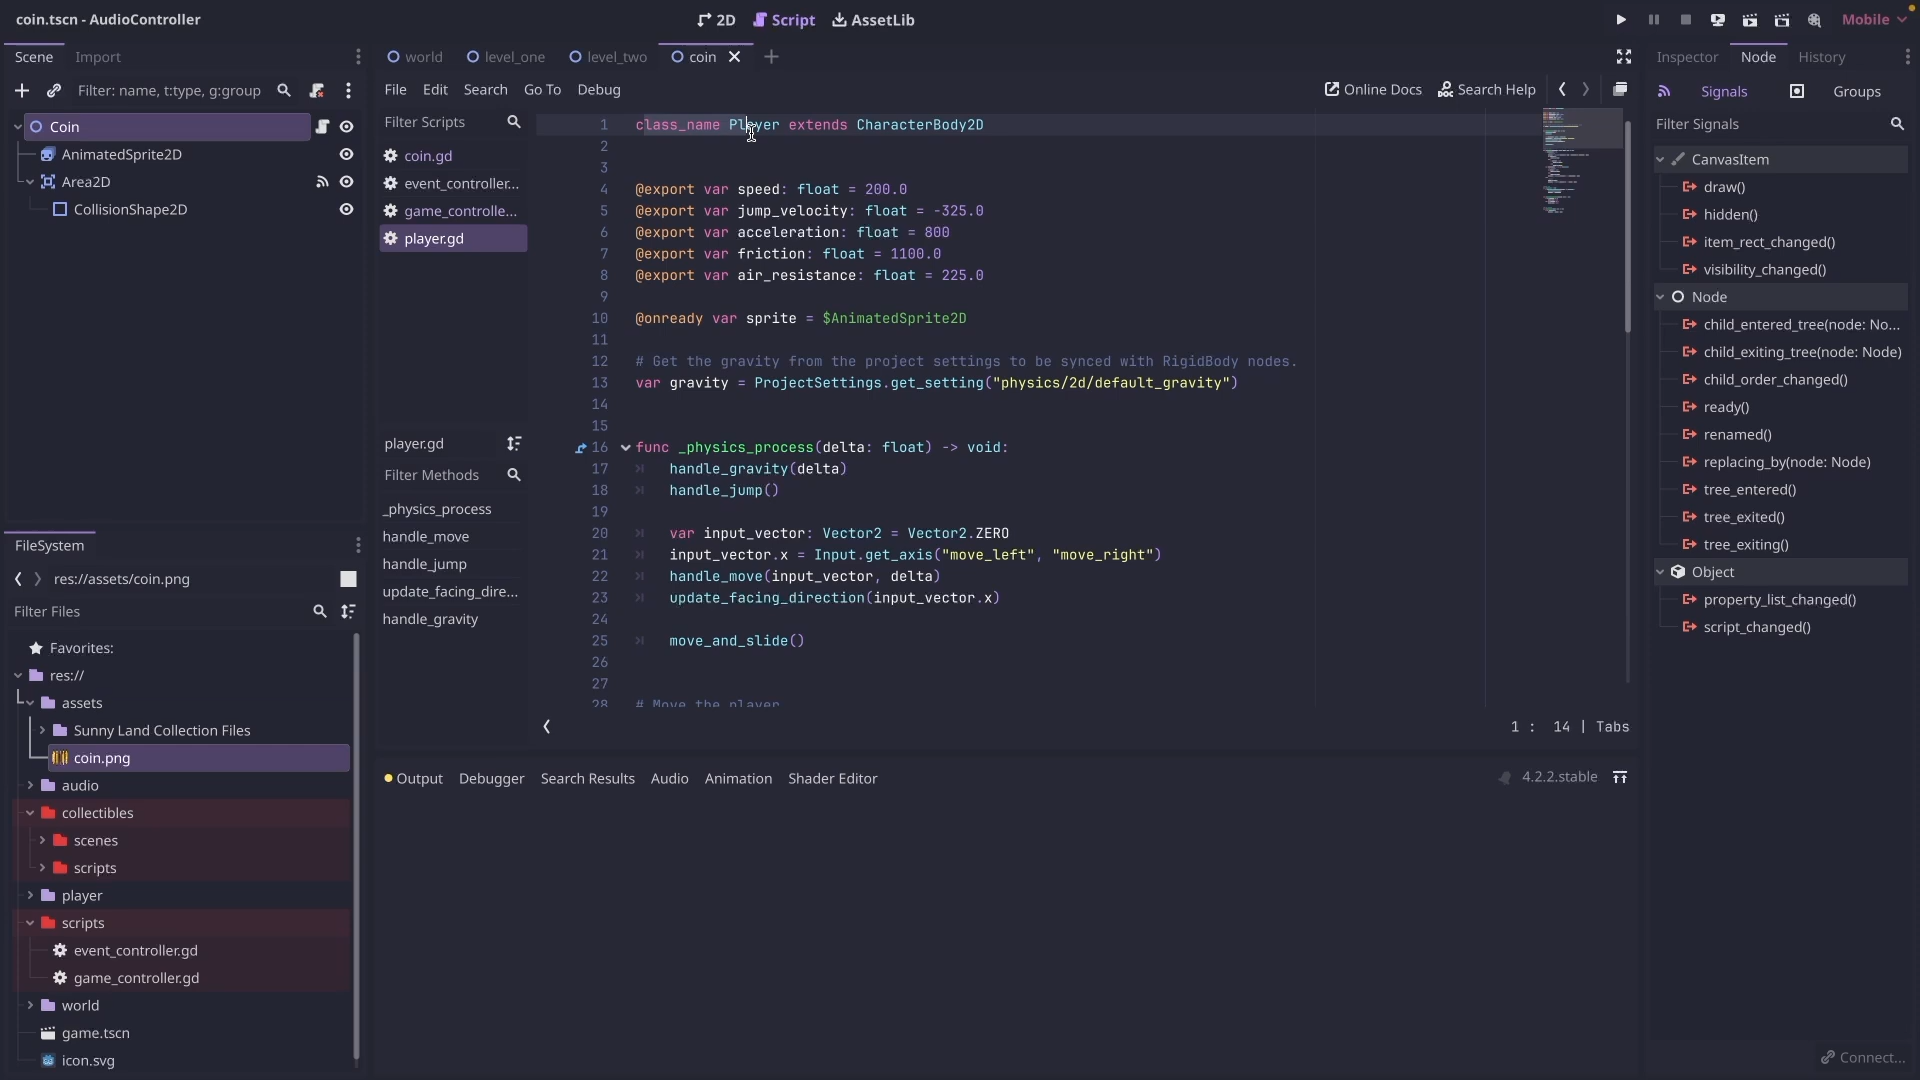 coin.tscn - AudioController
2D
Script
AssetLib
Mobile
Scene
Import
Filter: name, t:type, g:group
Coin
AnimatedSprite2D
Area2D
CollisionShape2D
FileSystem
res://assets/coin.png
Filter Files
Favorites:
res://
assets
Sunny Land Collection Files
coin.png
audio
collectibles
scenes
scripts
player
scripts
event_controller.gd
game_controller.gd
world
game.tscn
icon.svg
world
level_one
level_two
coin
File
Edit
Search
Go To
Debug
Online Docs
Search Help
Filter Scripts
coin.gd
event_controller...
game_controlle...
player.gd
player.gd
Filter Methods
_physics_process
handle_move
handle_jump
update_facing_dire...
handle_gravity
1 class_name Player extends CharacterBody2D
2
3
4 @export var speed: float = 200.0
5 @export var jump_velocity: float = -325.0
6 @export var acceleration: float = 800
7 @export var friction: float = 1100.0
8 @export var air_resistance: float = 225.0
9
10 @onready var sprite = $AnimatedSprite2D
11
12 # Get the gravity from the project settings to be synced with RigidBody nodes.
13 var gravity = ProjectSettings.get_setting("physics/2d/default_gravity")
14
15
16 func _physics_process(delta: float) -> void:
17 handle_gravity(delta)
18 handle_jump()
19
20 var input_vector: Vector2 = Vector2.ZERO
21 input_vector.x = Input.get_axis("move_left", "move_right")
22 handle_move(input_vector, delta)
23 update_facing_direction(input_vector.x)
24
25 move_and_slide()
26
27
28 # Move the player
1 : 14 | Tabs
Output
Debugger
Search Results
Audio
Animation
Shader Editor
4.2.2.stable
Inspector
Node
History
Signals
Groups
Filter Signals
CanvasItem
draw()
hidden()
item_rect_changed()
visibility_changed()
Node
child_entered_tree(node: No...
child_exiting_tree(node: Node)
child_order_changed()
ready()
renamed()
replacing_by(node: Node)
tree_entered()
tree_exited()
tree_exiting()
Object
property_list_changed()
script_changed()
Connect...